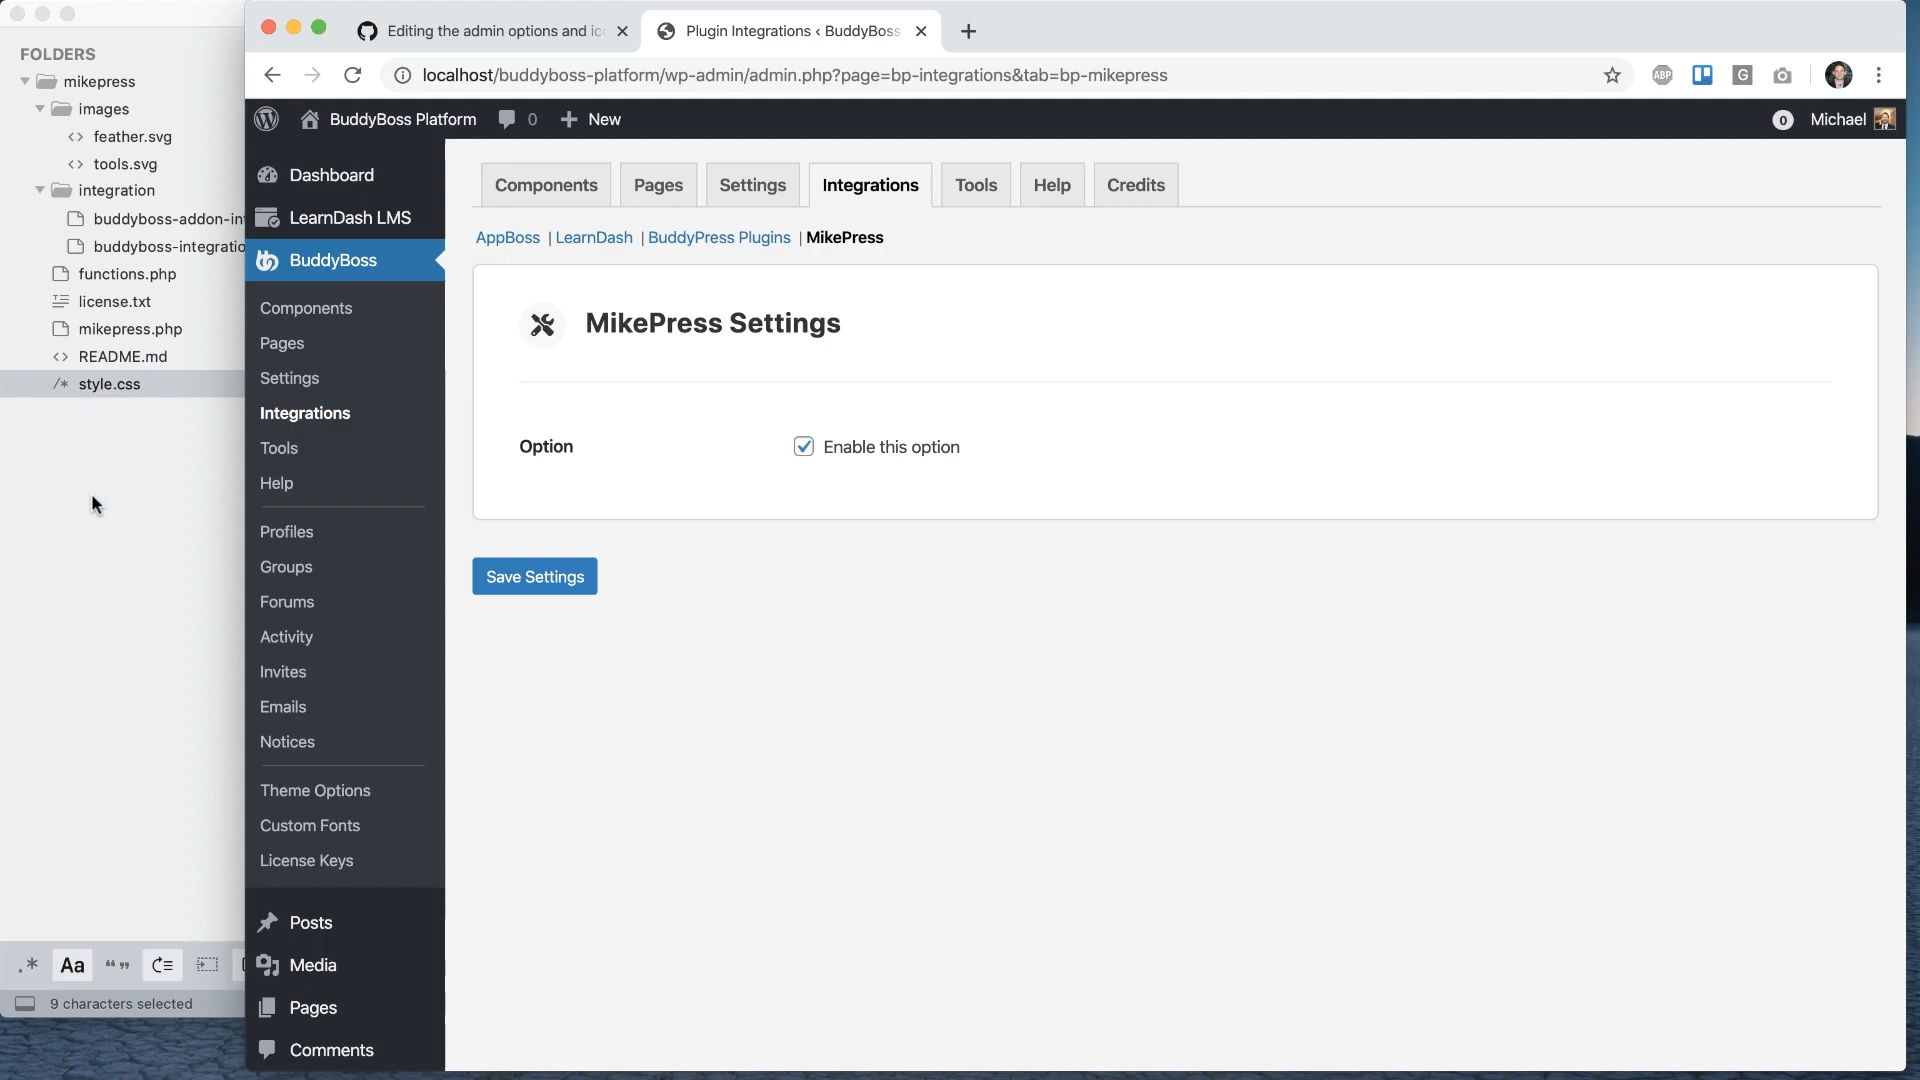 FOLDERS
mikepress
images
feather.svg
tools.svg
integration
buddyboss-addon-in
buddyboss-integratio
functions.php
license.txt
mikepress.php
README.md
style.css
9 characters selected
Editing the admin options and ic
Plugin Integrations ‹ BuddyBoss
localhost/buddyboss-platform/wp-admin/admin.php?page=bp-integrations&tab=bp-mikepress
ABP
G
BuddyBoss Platform 0 New
0 Michael
Dashboard
LearnDash LMS
BuddyBoss
Components
Pages
Settings
Integrations
Tools
Help
Profiles
Groups
Forums
Activity
Invites
Emails
Notices
Theme Options
Custom Fonts
License Keys
Posts
Media
Pages
Comments
Components Pages Settings Integrations Tools Help Credits
AppBoss | LearnDash | BuddyPress Plugins | MikePress
MikePress Settings
Option Enable this option
Save Settings
.* Aa “ ”